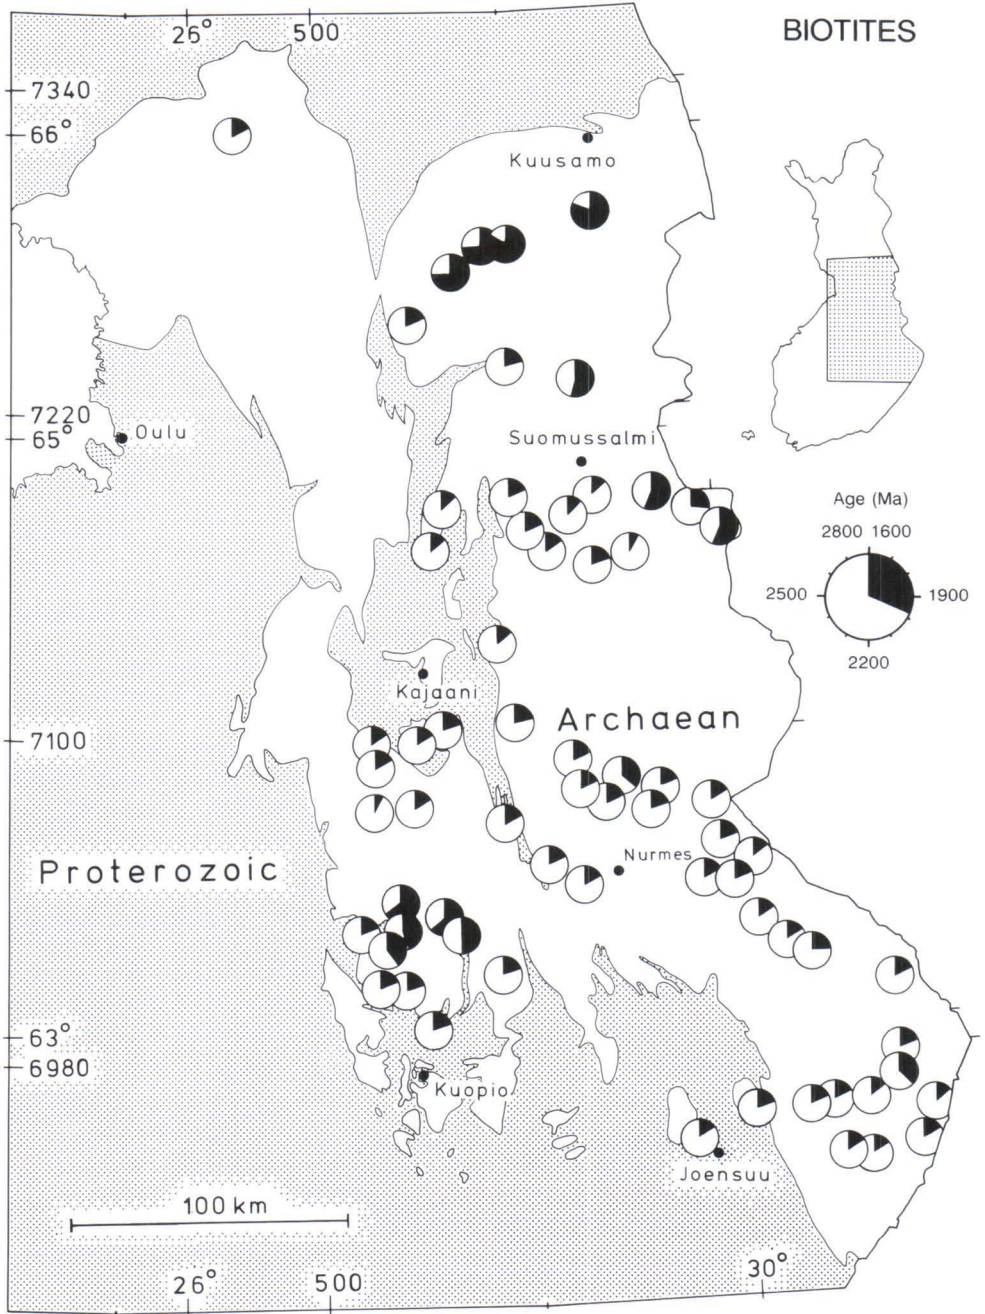 26° 500 BIOTITES
7340
66°
Kuusamo
7220
65° Oulu
Suomussalmi
Age (Ma)
2800 1600
2500 1900
2200
Kajaani
Archaean
7100
Nurmes
Proterozoic
63°
6980
Kuopio
Joensuu
100 km
26° 500 30°